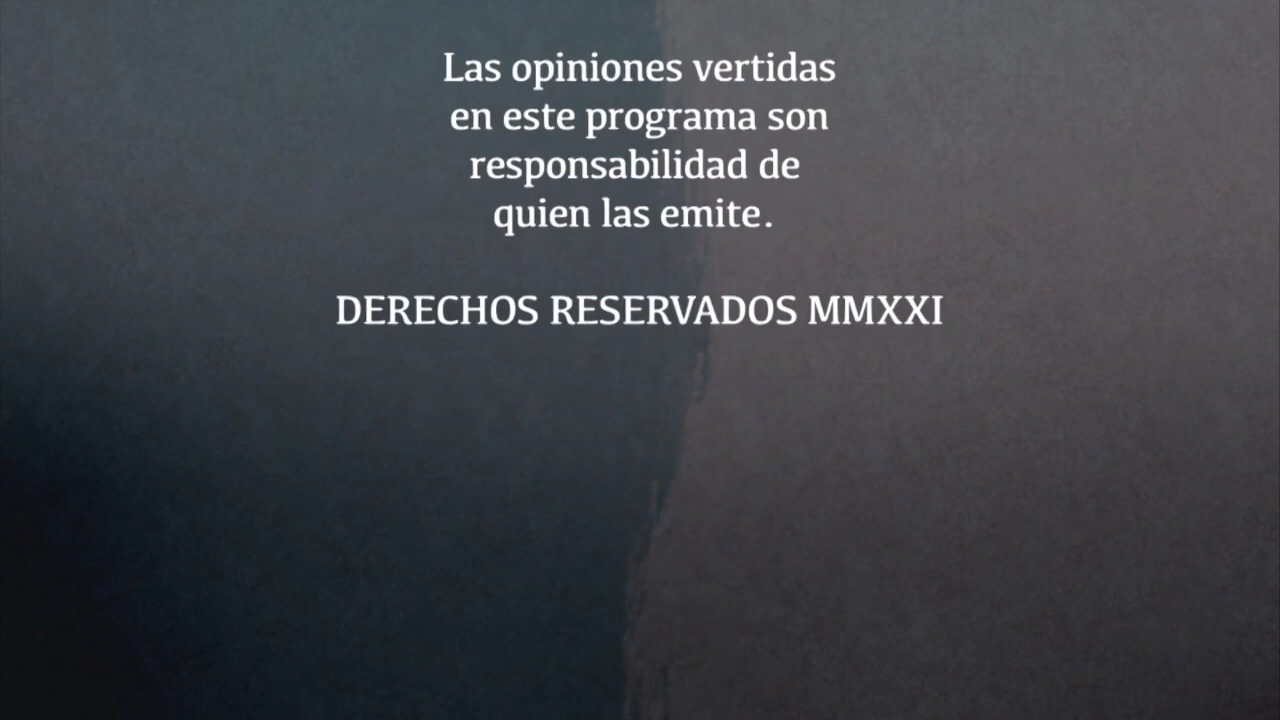 Las opiniones vertidas
en este programa son
responsabilidad de
quien las emite.
DERECHOS RESERVADOS MMXXI